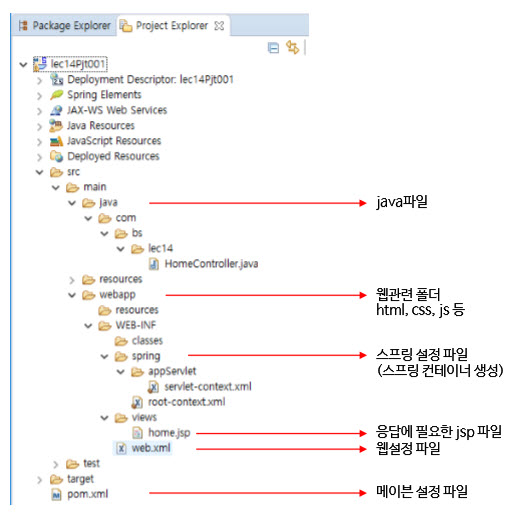 Package Explorer
Project Explorer
lec14Pjt001
Deployment Descriptor: lec14Pjt001
Spring Elements
JAX-WS Web Services
Java Resources
JavaScript Resources
Deployed Resources
src
main
java
java파일
com
bs
lec14
HomeController.java
resources
webapp
웹관련 폴더
html, css, js 등
resources
WEB-INF
classes
spring
스프링 설정 파일
(스프링 컨테이너 생성)
appServlet
servlet-context.xml
root-context.xml
views
home.jsp
응답에 필요한 jsp 파일
web.xml
웹설정 파일
test
target
pom.xml
메이븐 설정 파일